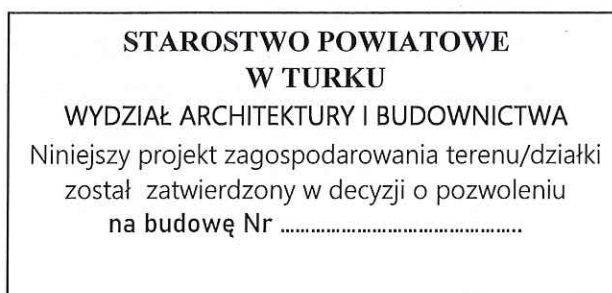 STAROSTWO POWIATOWE
W TURKU
WYDZIAŁ ARCHITEKTURY I BUDOWNICTWA
Niniejszy projekt zagospodarowania terenu/działki
został zatwierdzony w decyzji o pozwoleniu
na budowę Nr ................................................